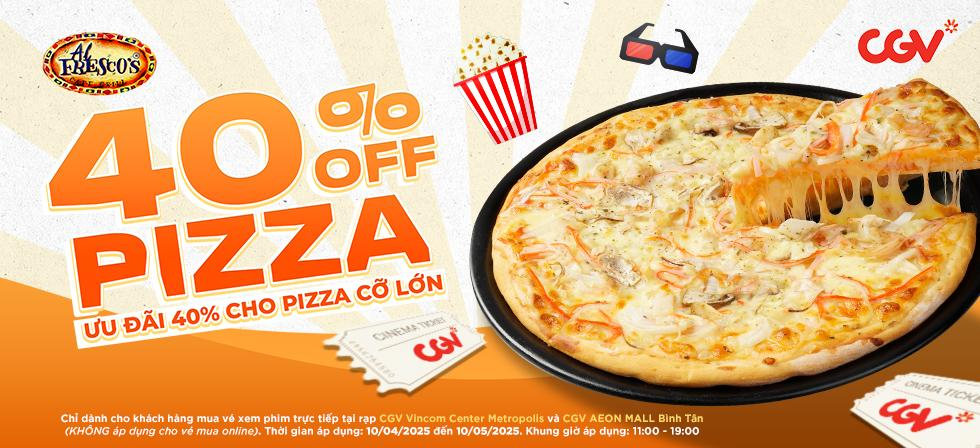 AL
FRESCO'S
CAFE GRILL
CGV
40% OFF
PIZZA
ƯU ĐÃI 40% CHO PIZZA CỠ LỚN
CINEMA TICKET
CGV
CINEMA TICKE
CGV
Chỉ dành cho khách hàng mua vé xem phim trực tiếp tại rạp CGV Vincom Center Metropolis và CGV AEON MALL Bình Tân
(KHÔNG áp dụng cho vé mua online). Thời gian áp dụng: 10/04/2025 đến 10/05/2025. Khung giờ áp dụng: 11:00 - 19:00